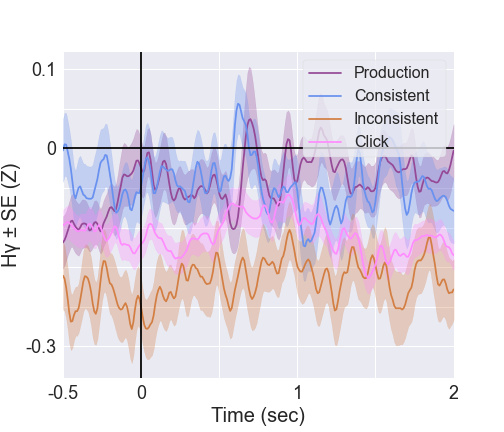 Production
Consistent
Inconsistent
Click
0.1
0
-0.3
Hγ ± SE (Z)
-0.5
0
1
2
Time (sec)